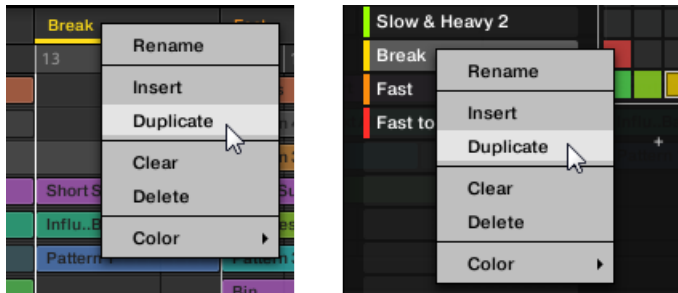 Break
13
Rename
Insert
Duplicate
Clear
Delete
Color
Short S
Influ..B
Pattern
Slow & Heavy 2
Break
Fast
Fast to
Rename
Insert
Duplicate
Clear
Delete
Color